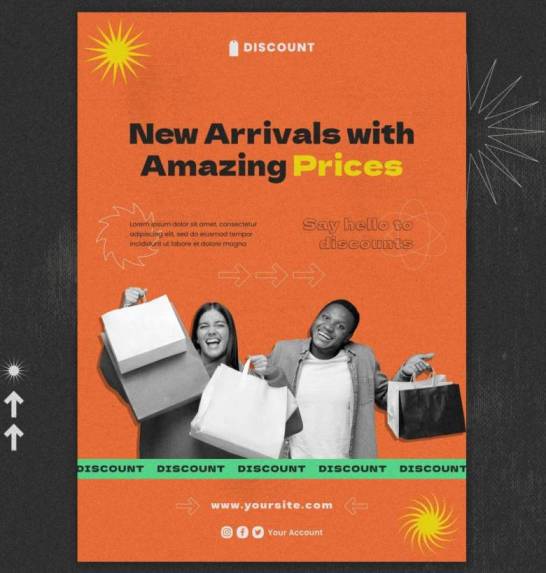 DISCOUNT
New Arrivals with
Amazing Prices
Lorem ipsum dolor sit amet, consectetur
adipiscing elit, sed do eiusmod tempor
incididunt ut labore et dolore magna
Say hello to
discounts
DISCOUNT DISCOUNT DISCOUNT DISCOUNT DISCOUNT
www.yoursite.com
Your Account